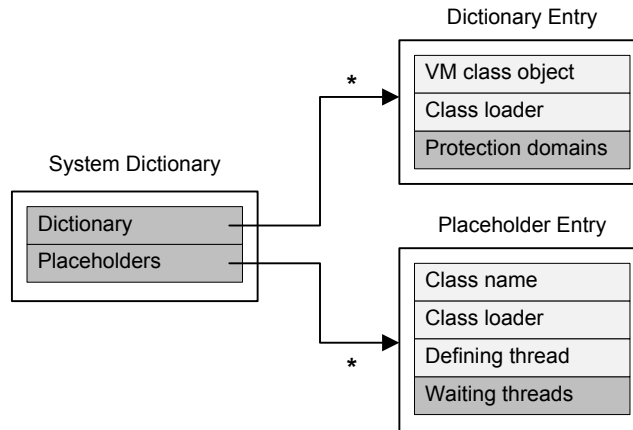 Dictionary Entry
VM class object
Class loader
Protection domains
*
System Dictionary
Dictionary
Placeholders
Placeholder Entry
Class name
Class loader
Defining thread
Waiting threads
*